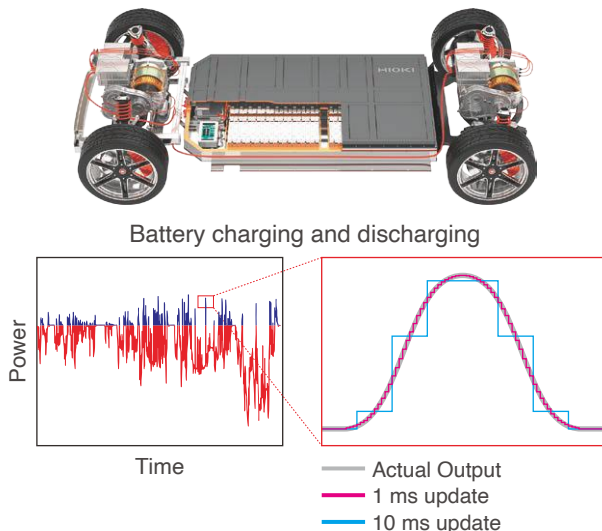 HIOKI
Battery charging and discharging
Power
Time
Actual Output
1 ms update
10 ms update